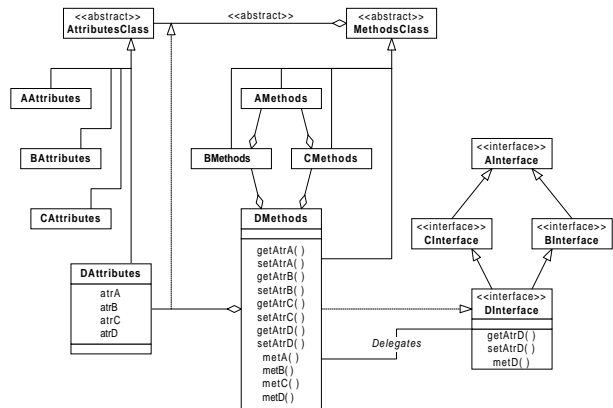 <<abstract>>
AttributesClass
<<abstract>>
<<abstract>>
MethodsClass
AAttributes
BAttributes
CAttributes
AMethods
BMethods
CMethods
<<interface>>
AInterface
<<interface>>
CInterface
<<interface>>
BInterface
DAttributes
atrA
atrB
atrC
atrD
DMethods
getAtrA( )
setAtrA( )
getAtrB( )
setAtrB( )
getAtrC( )
setAtrC( )
getAtrD( )
setAtrD( )
metA( )
metB( )
metC( )
metD( )
Delegates
<<interface>>
DInterface
getAtrD( )
setAtrD( )
metD( )